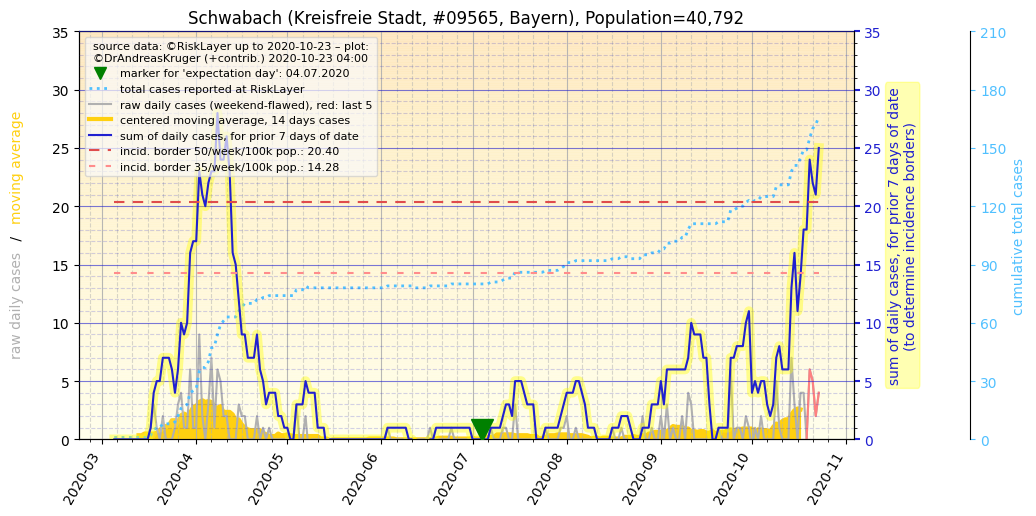 Schwabach (Kreisfreie Stadt, #09565, Bayern), Population=40,792
source data: ©RiskLayer up to 2020-10-23 – plot:
©DrAndreasKruger (+contrib.) 2020-10-23 04:00
marker for 'expectation day': 04.07.2020
total cases reported at RiskLayer
raw daily cases (weekend-flawed), red: last 5
centered moving average, 14 days cases
sum of daily cases, for prior 7 days of date
incid. border 50/week/100k pop.: 20.40
incid. border 35/week/100k pop.: 14.28
raw daily cases / moving average
35
30
25
20
15
10
5
0
35
30
25
20
15
10
5
0
sum of daily cases, for prior 7 days of date
(to determine incidence borders)
210
180
150
120
90
60
30
0
cumulative total cases
2020-03
2020-04
2020-05
2020-06
2020-07
2020-08
2020-09
2020-10
2020-11